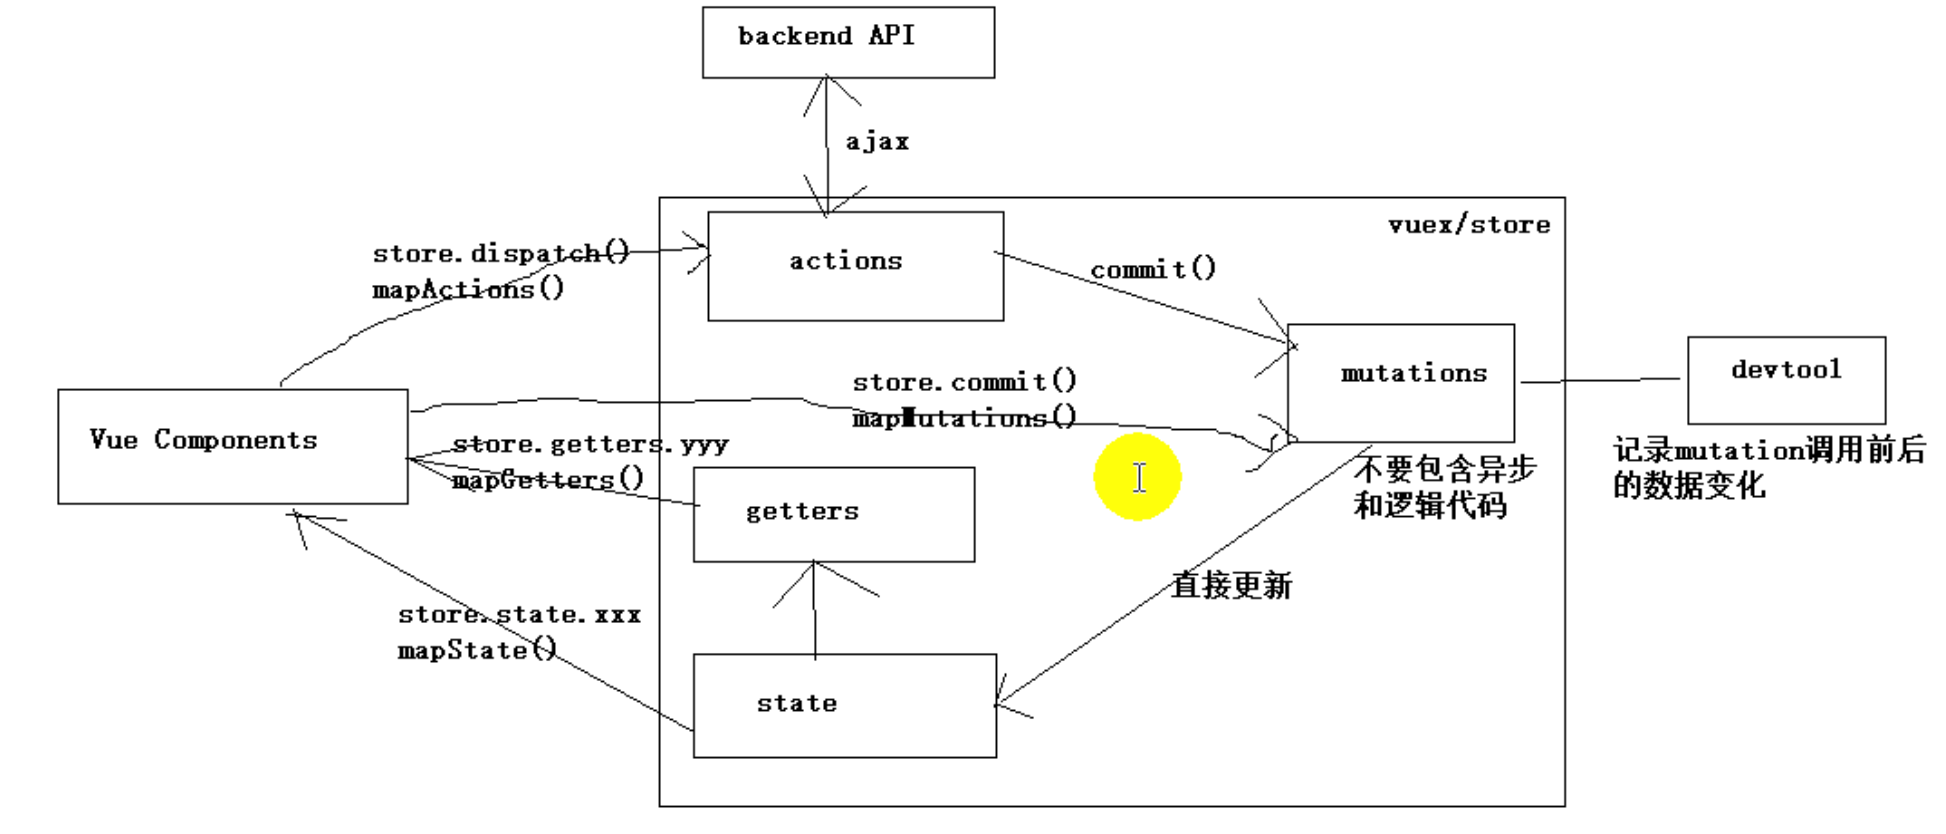 backend API
ajax
vuex/store
store.dispatch()
mapActions()
actions
commit()
mutations
devtool
store.commit()
mapMutations()
Vue Components
store.getters.yyy
mapGetters()
getters
不要包含异步
和逻辑代码
记录mutation调用前后
的数据变化
直接更新
store.state.xxx
mapState()
state